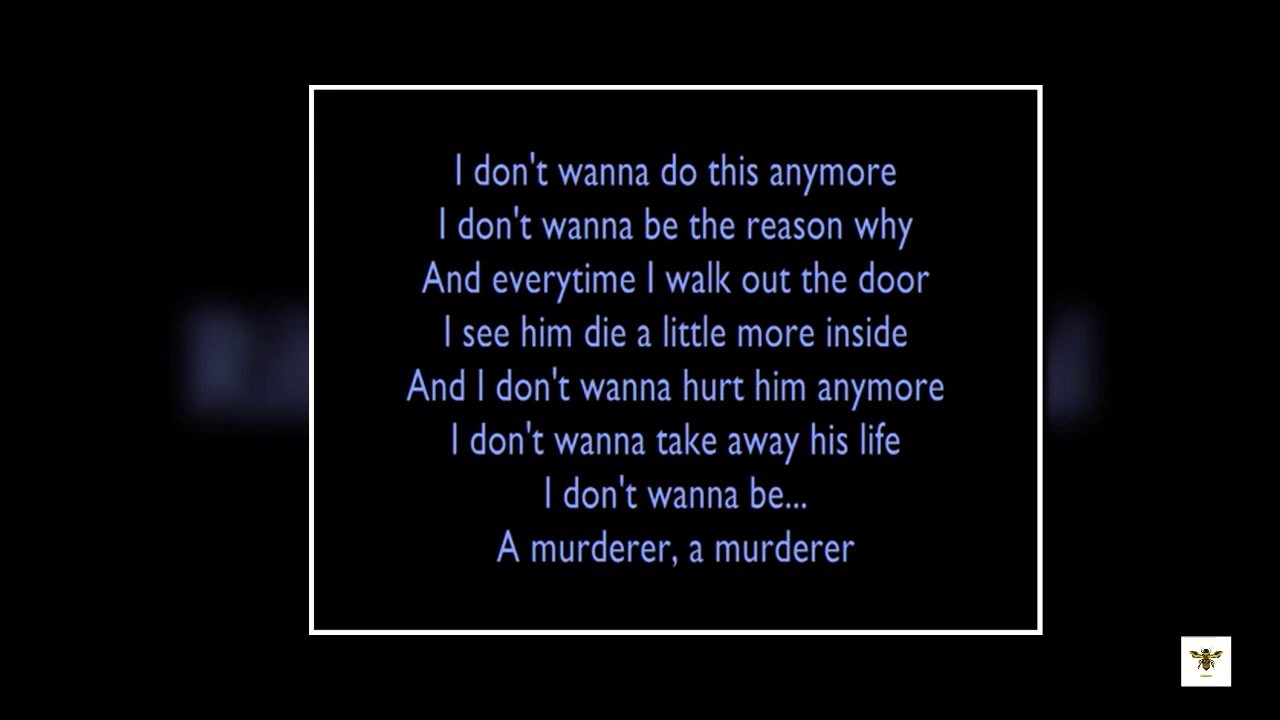 I don't wanna do this anymore
I don't wanna be the reason why
And everytime I walk out the door
I see him die a little more inside
And I don't wanna hurt him anymore
I don't wanna take away his life
I don't wanna be...
A murderer, a murderer